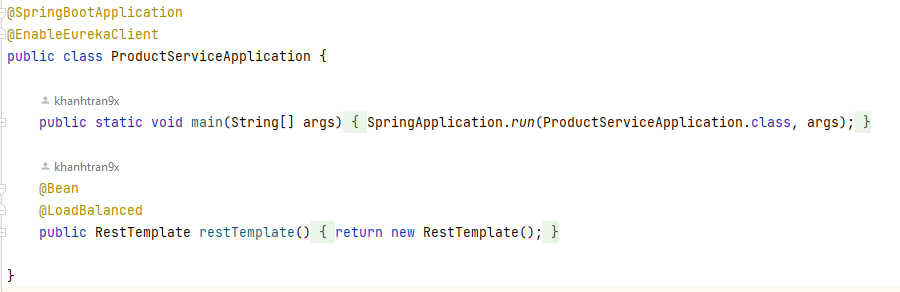 @SpringBootApplication
@EnableEurekaClient
public class ProductServiceApplication {
khanhtran9x
public static void main(String[] args) { SpringApplication.run(ProductServiceApplication.class, args); }
khanhtran9x
@Bean
@LoadBalanced
public RestTemplate restTemplate() { return new RestTemplate(); }
}